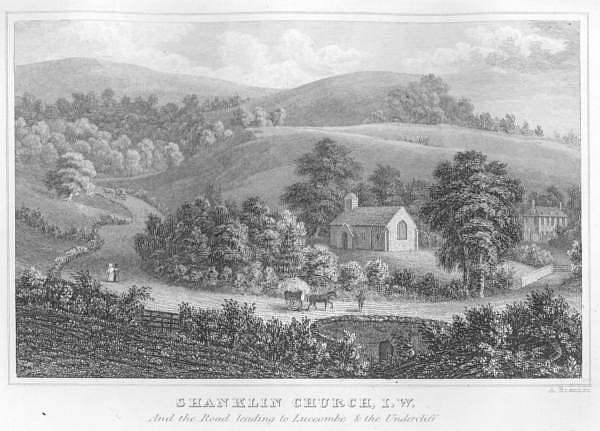 SHANKLIN CHURCH, I.W.
And the Road leading to Luccombe & the Undercliff